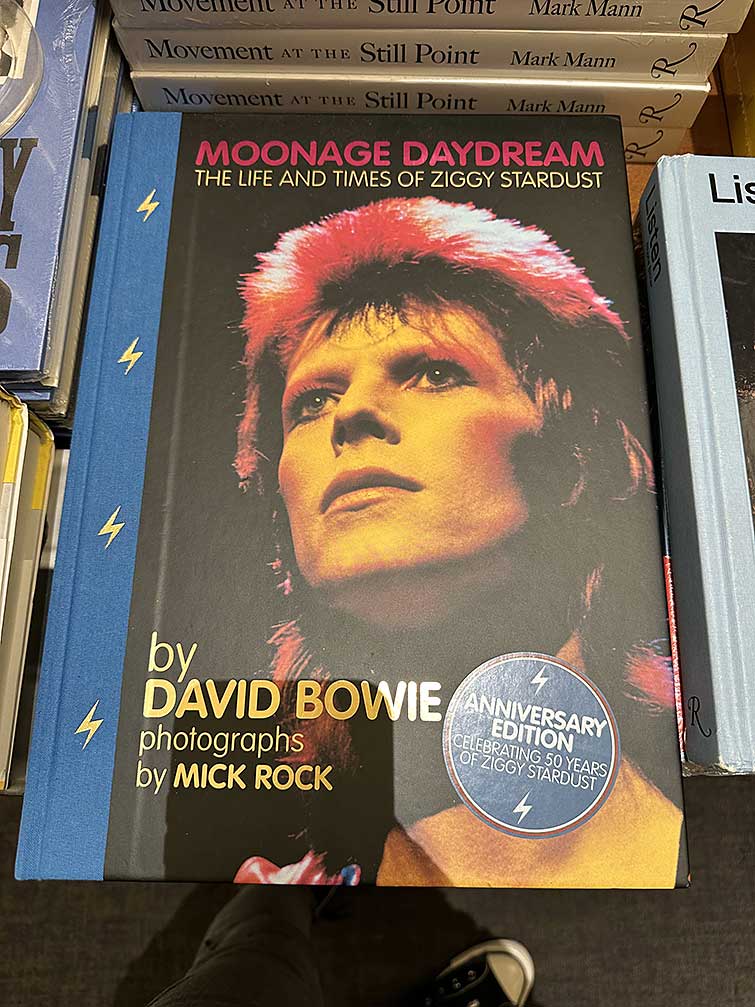 Movement AT THE Still Point Mark Mann R
Movement AT THE Still Point Mark Mann R
Movement AT THE Still Point Mark Mann R
R
MOONAGE DAYDREAM
THE LIFE AND TIMES OF ZIGGY STARDUST
by
DAVID BOWIE
photographs
by MICK ROCK
ANNIVERSARY
EDITION
CELEBRATING 50 YEARS
OF ZIGGY STARDUST
Lis
Listen
R